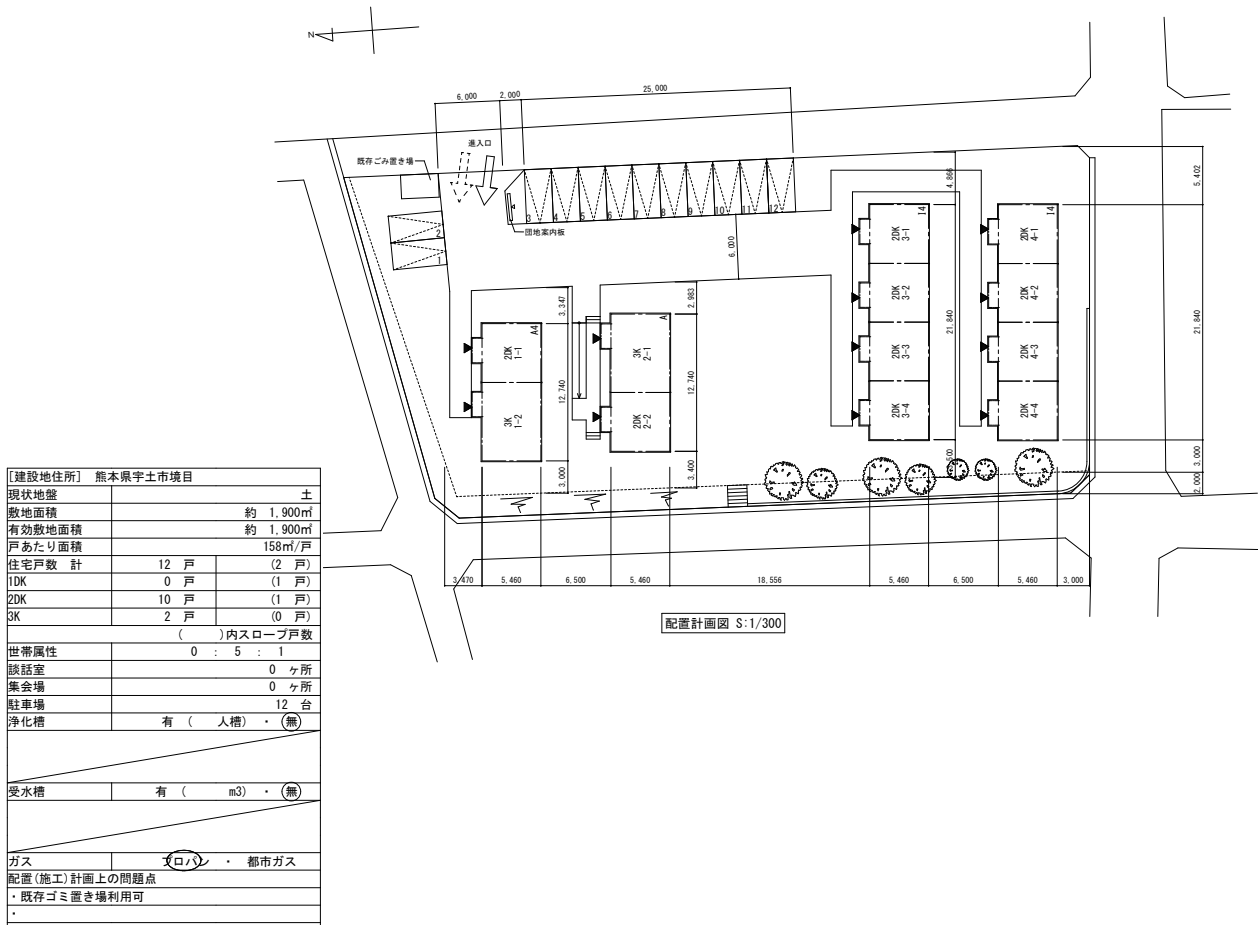 N
6,000
2,000
25,000
進入口
既存ごみ置き場
団地案内板
1
2
3
4
5
6
7
8
9
10
11
12
6,000
4,866
5,402
3,347
2,983
A4
2DK
1-1
3K
1-2
12,740
3,000
A
3K
2-1
2DK
2-2
12,740
3,400
I4
2DK
3-1
2DK
3-2
2DK
3-3
2DK
3-4
21,840
500
I4
2DK
4-1
2DK
4-2
2DK
4-3
2DK
4-4
21,840
3,000
2,000
3,470
5,460
6,500
5,460
18,556
5,460
6,500
5,460
3,000
配置計画図 S:1/300
[建設地住所] 熊本県宇土市境目
現状地盤 土
敷地面積 約 1,900㎡
有効敷地面積 約 1,900㎡
戸あたり面積 158㎡/戸
住宅戸数 計 12 戸 (2 戸)
1DK 0 戸 (1 戸)
2DK 10 戸 (1 戸)
3K 2 戸 (0 戸)
( )内スロープ戸数
世帯属性 0 : 5 : 1
談話室 0 ヶ所
集会場 0 ヶ所
駐車場 12 台
浄化槽 有 ( 人槽) ・ 無
受水槽 有 ( m3) ・ 無
ガス プロパン ・ 都市ガス
配置(施工)計画上の問題点
・既存ゴミ置き場利用可
・